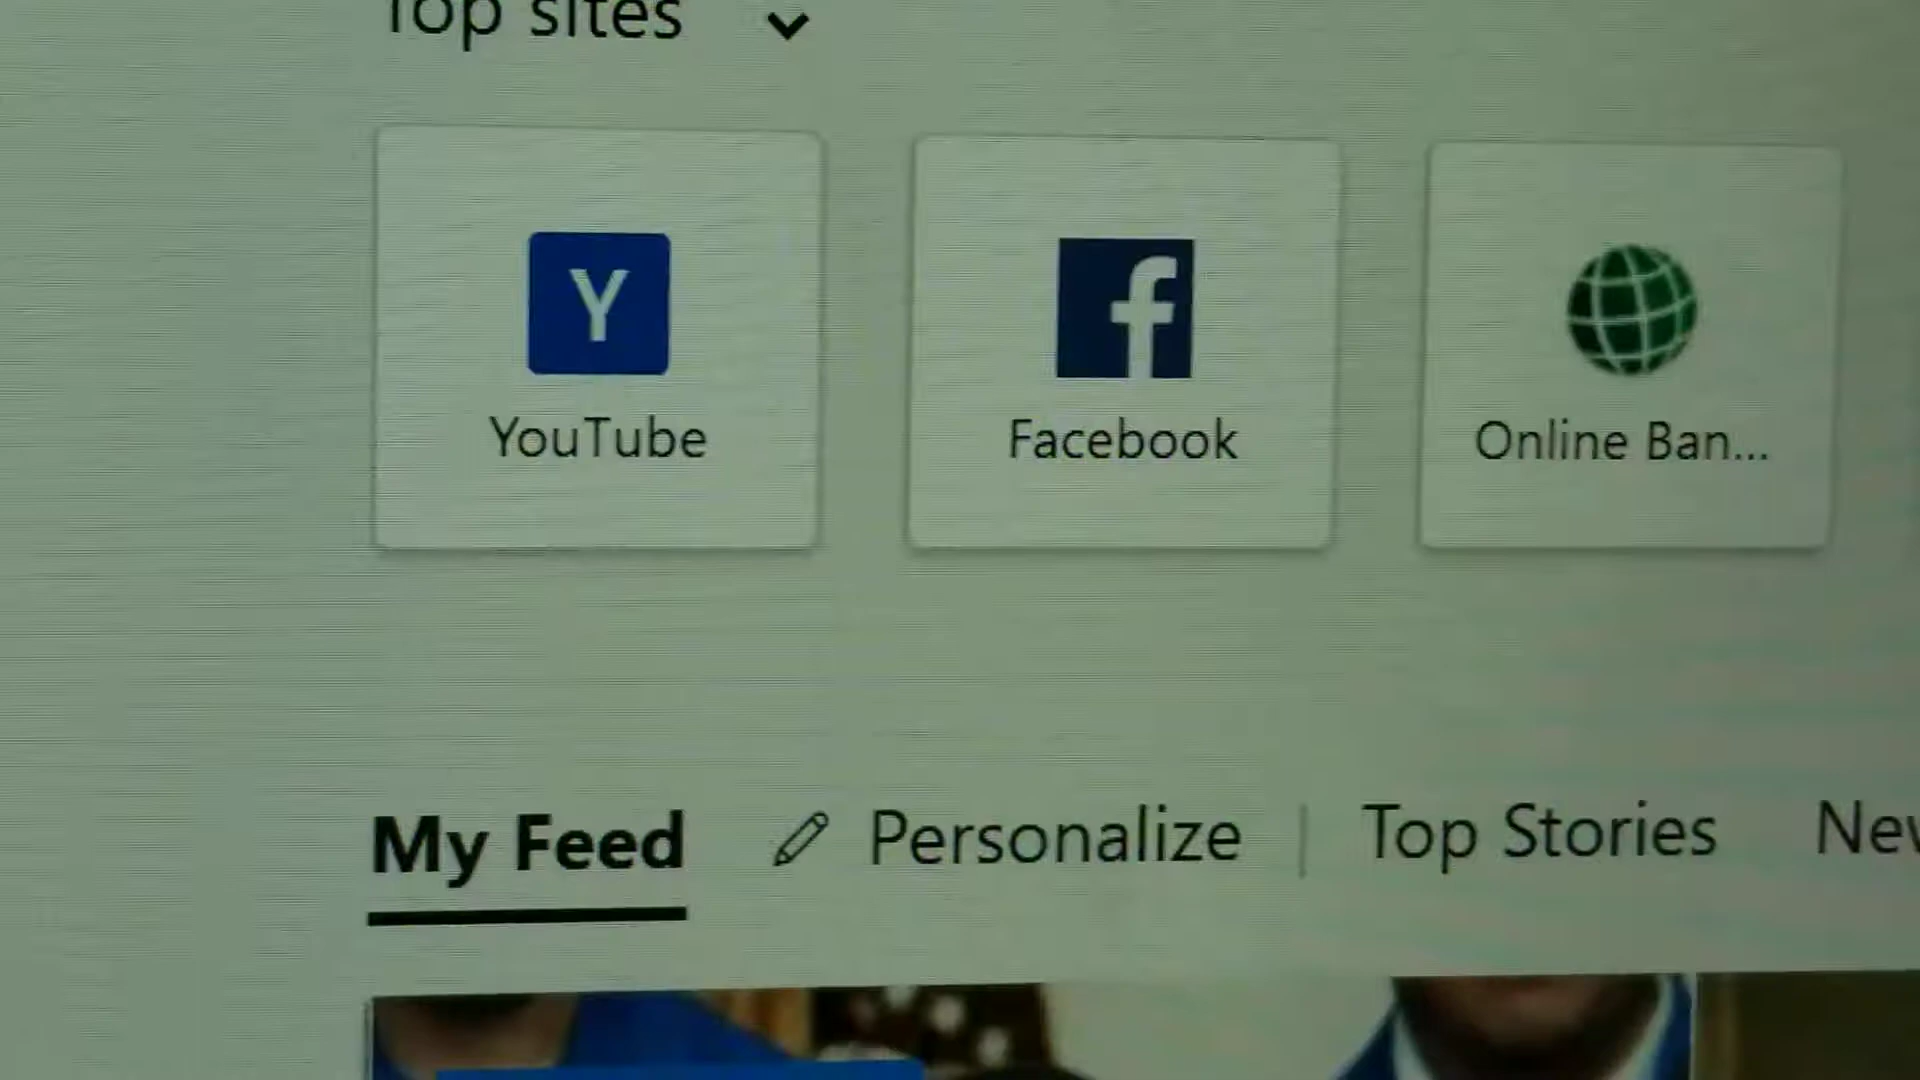 Top sites
Y
f
YouTube
Facebook
Online Ban...
My Feed
Personalize
Top Stories